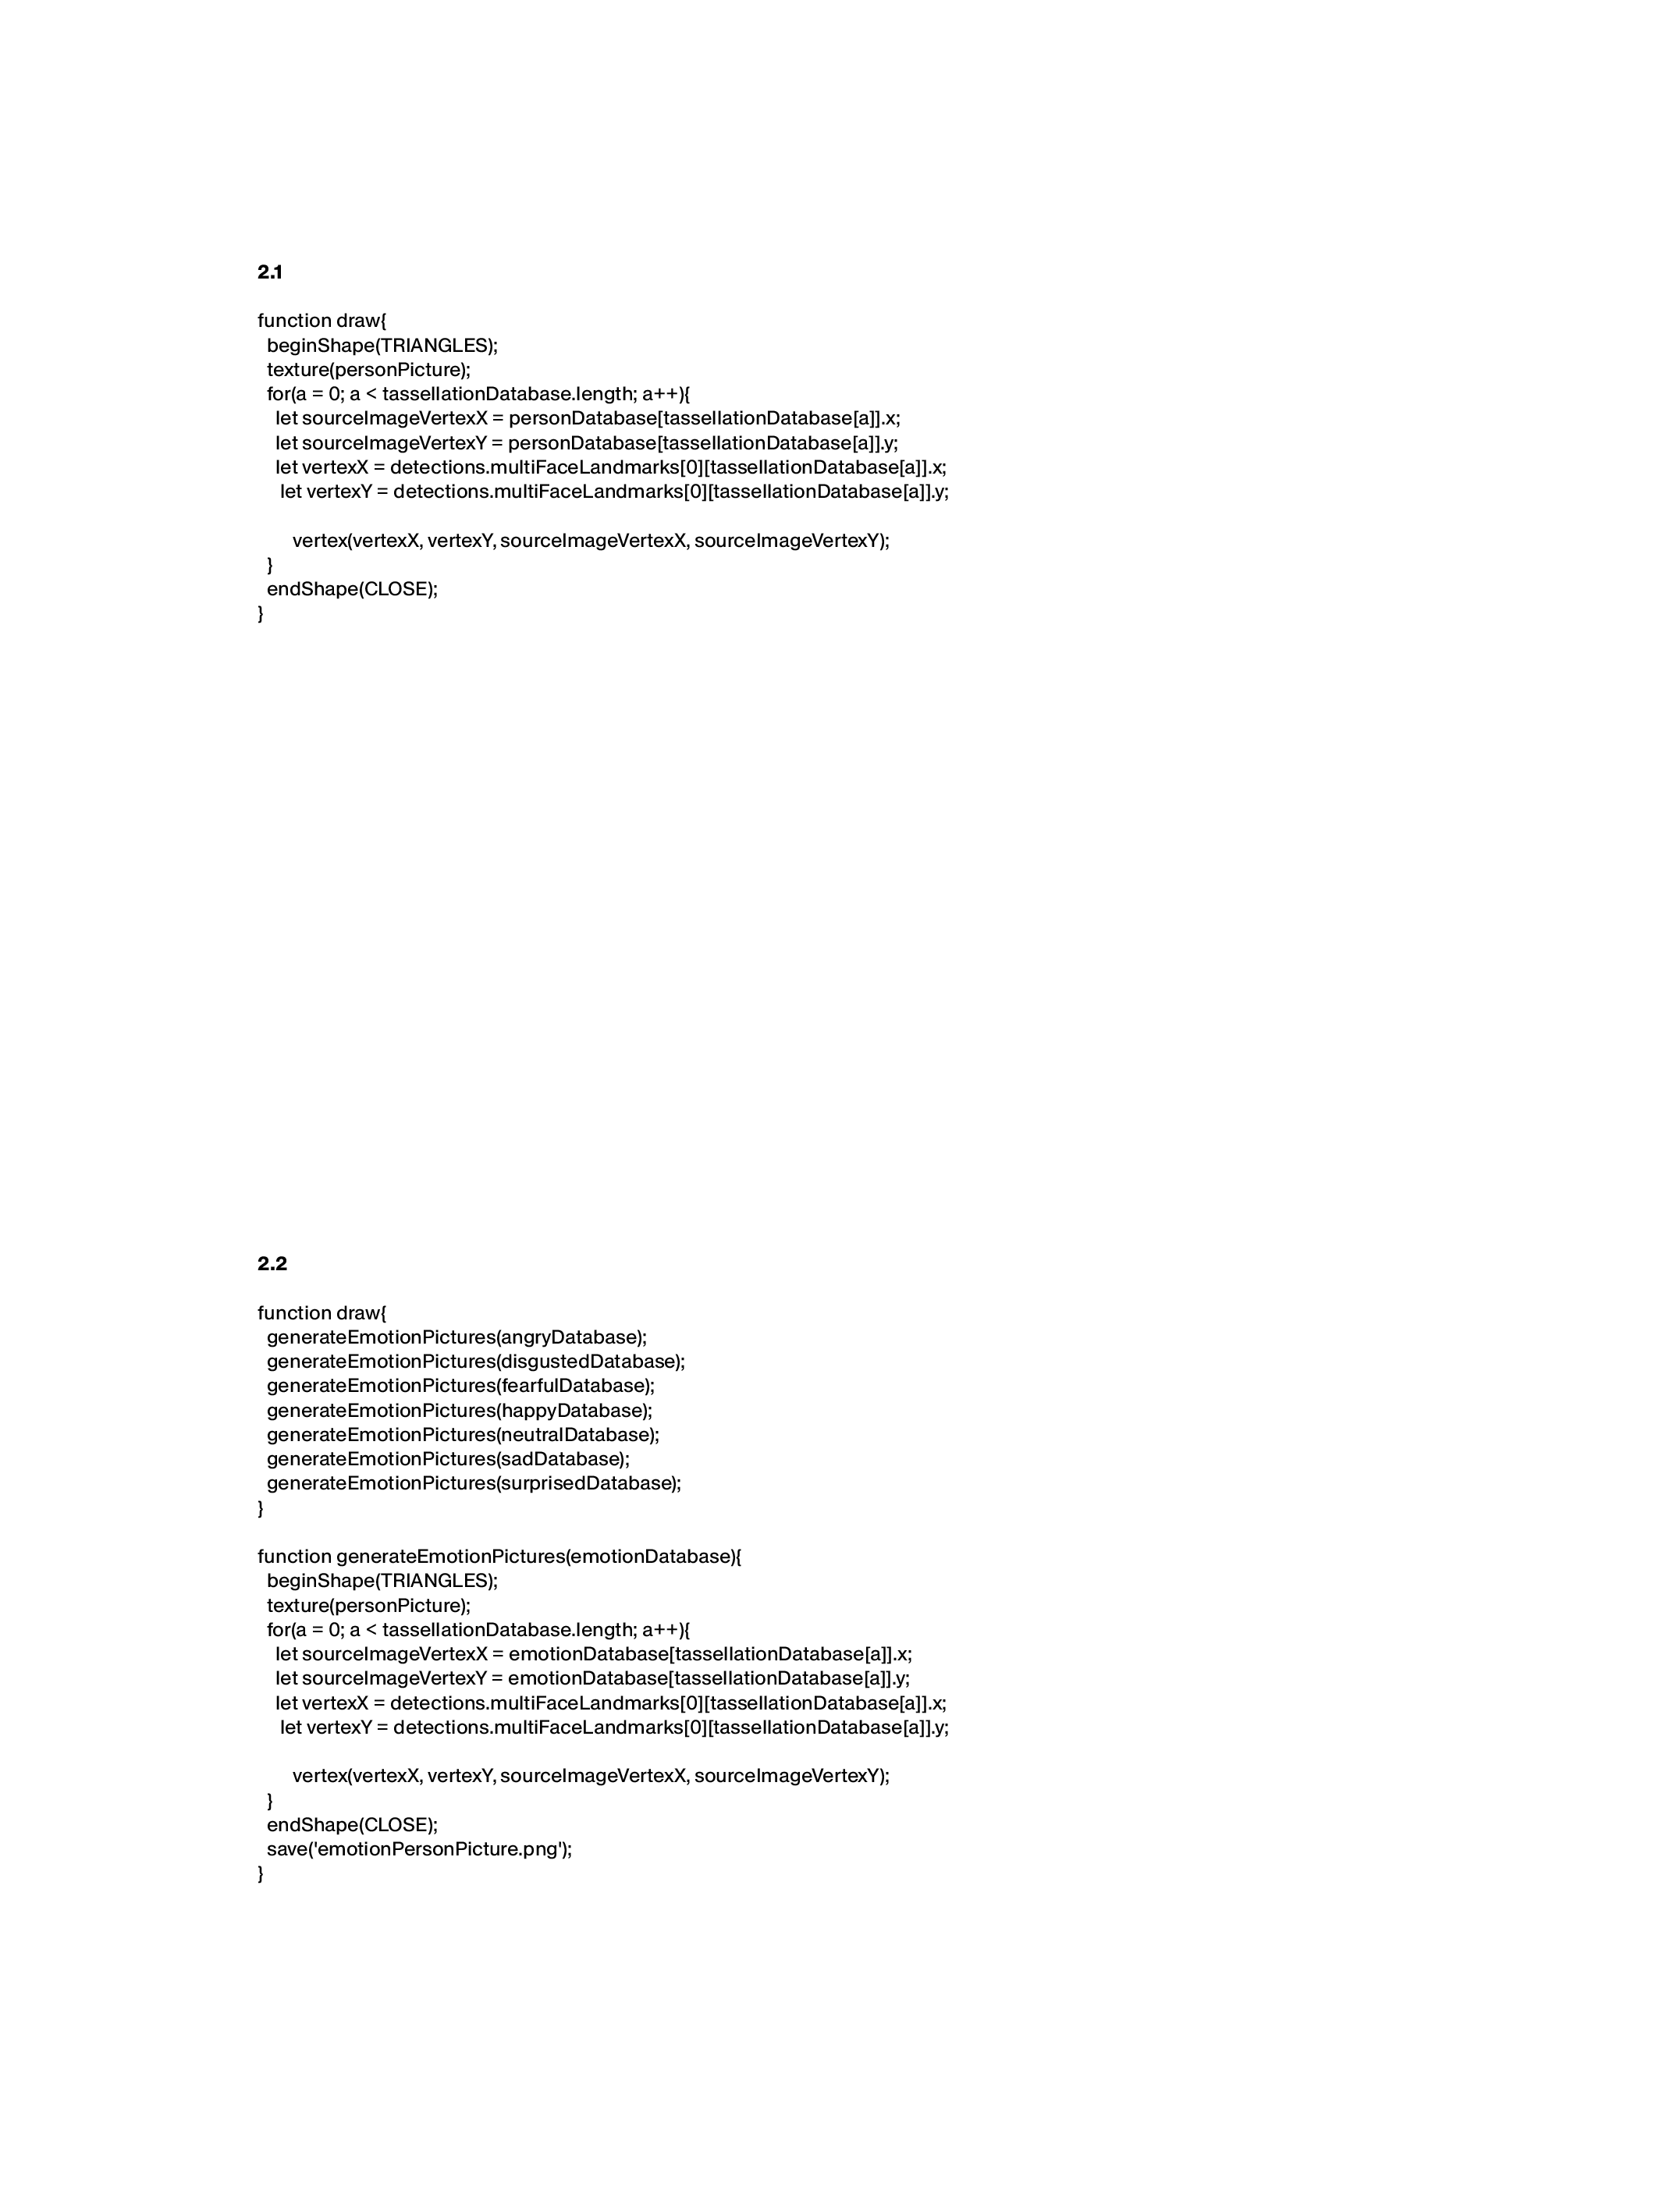 2.1
function draw{
beginShape(TRIANGLES);
texture(personPicture);
for(a = 0; a < tassellationDatabase.length; a++){
let sourceImageVertexX = personDatabase[tassellationDatabase[a]].x;
let sourceImageVertexY = personDatabase[tassellationDatabase[a]].y;
let vertexX = detections.multiFaceLandmarks[0][tassellationDatabase[a]].x;
let vertexY = detections.multiFaceLandmarks[0][tassellationDatabase[a]].y;
vertex(vertexX, vertexY, sourceImageVertexX, sourceImageVertexY);
}
endShape(CLOSE);
}
2.2
function draw{
generateEmotionPictures(angryDatabase);
generateEmotionPictures(disgustedDatabase);
generateEmotionPictures(fearfulDatabase);
generateEmotionPictures(happyDatabase);
generateEmotionPictures(neutralDatabase);
generateEmotionPictures(sadDatabase);
generateEmotionPictures(surprisedDatabase);
}
function generateEmotionPictures(emotionDatabase){
beginShape(TRIANGLES);
texture(personPicture);
for(a = 0; a < tassellationDatabase.length; a++){
let sourceImageVertexX = emotionDatabase[tassellationDatabase[a]].x;
let sourceImageVertexY = emotionDatabase[tassellationDatabase[a]].y;
let vertexX = detections.multiFaceLandmarks[0][tassellationDatabase[a]].x;
let vertexY = detections.multiFaceLandmarks[0][tassellationDatabase[a]].y;
vertex(vertexX, vertexY, sourceImageVertexX, sourceImageVertexY);
}
endShape(CLOSE);
save('emotionPersonPicture.png');
}